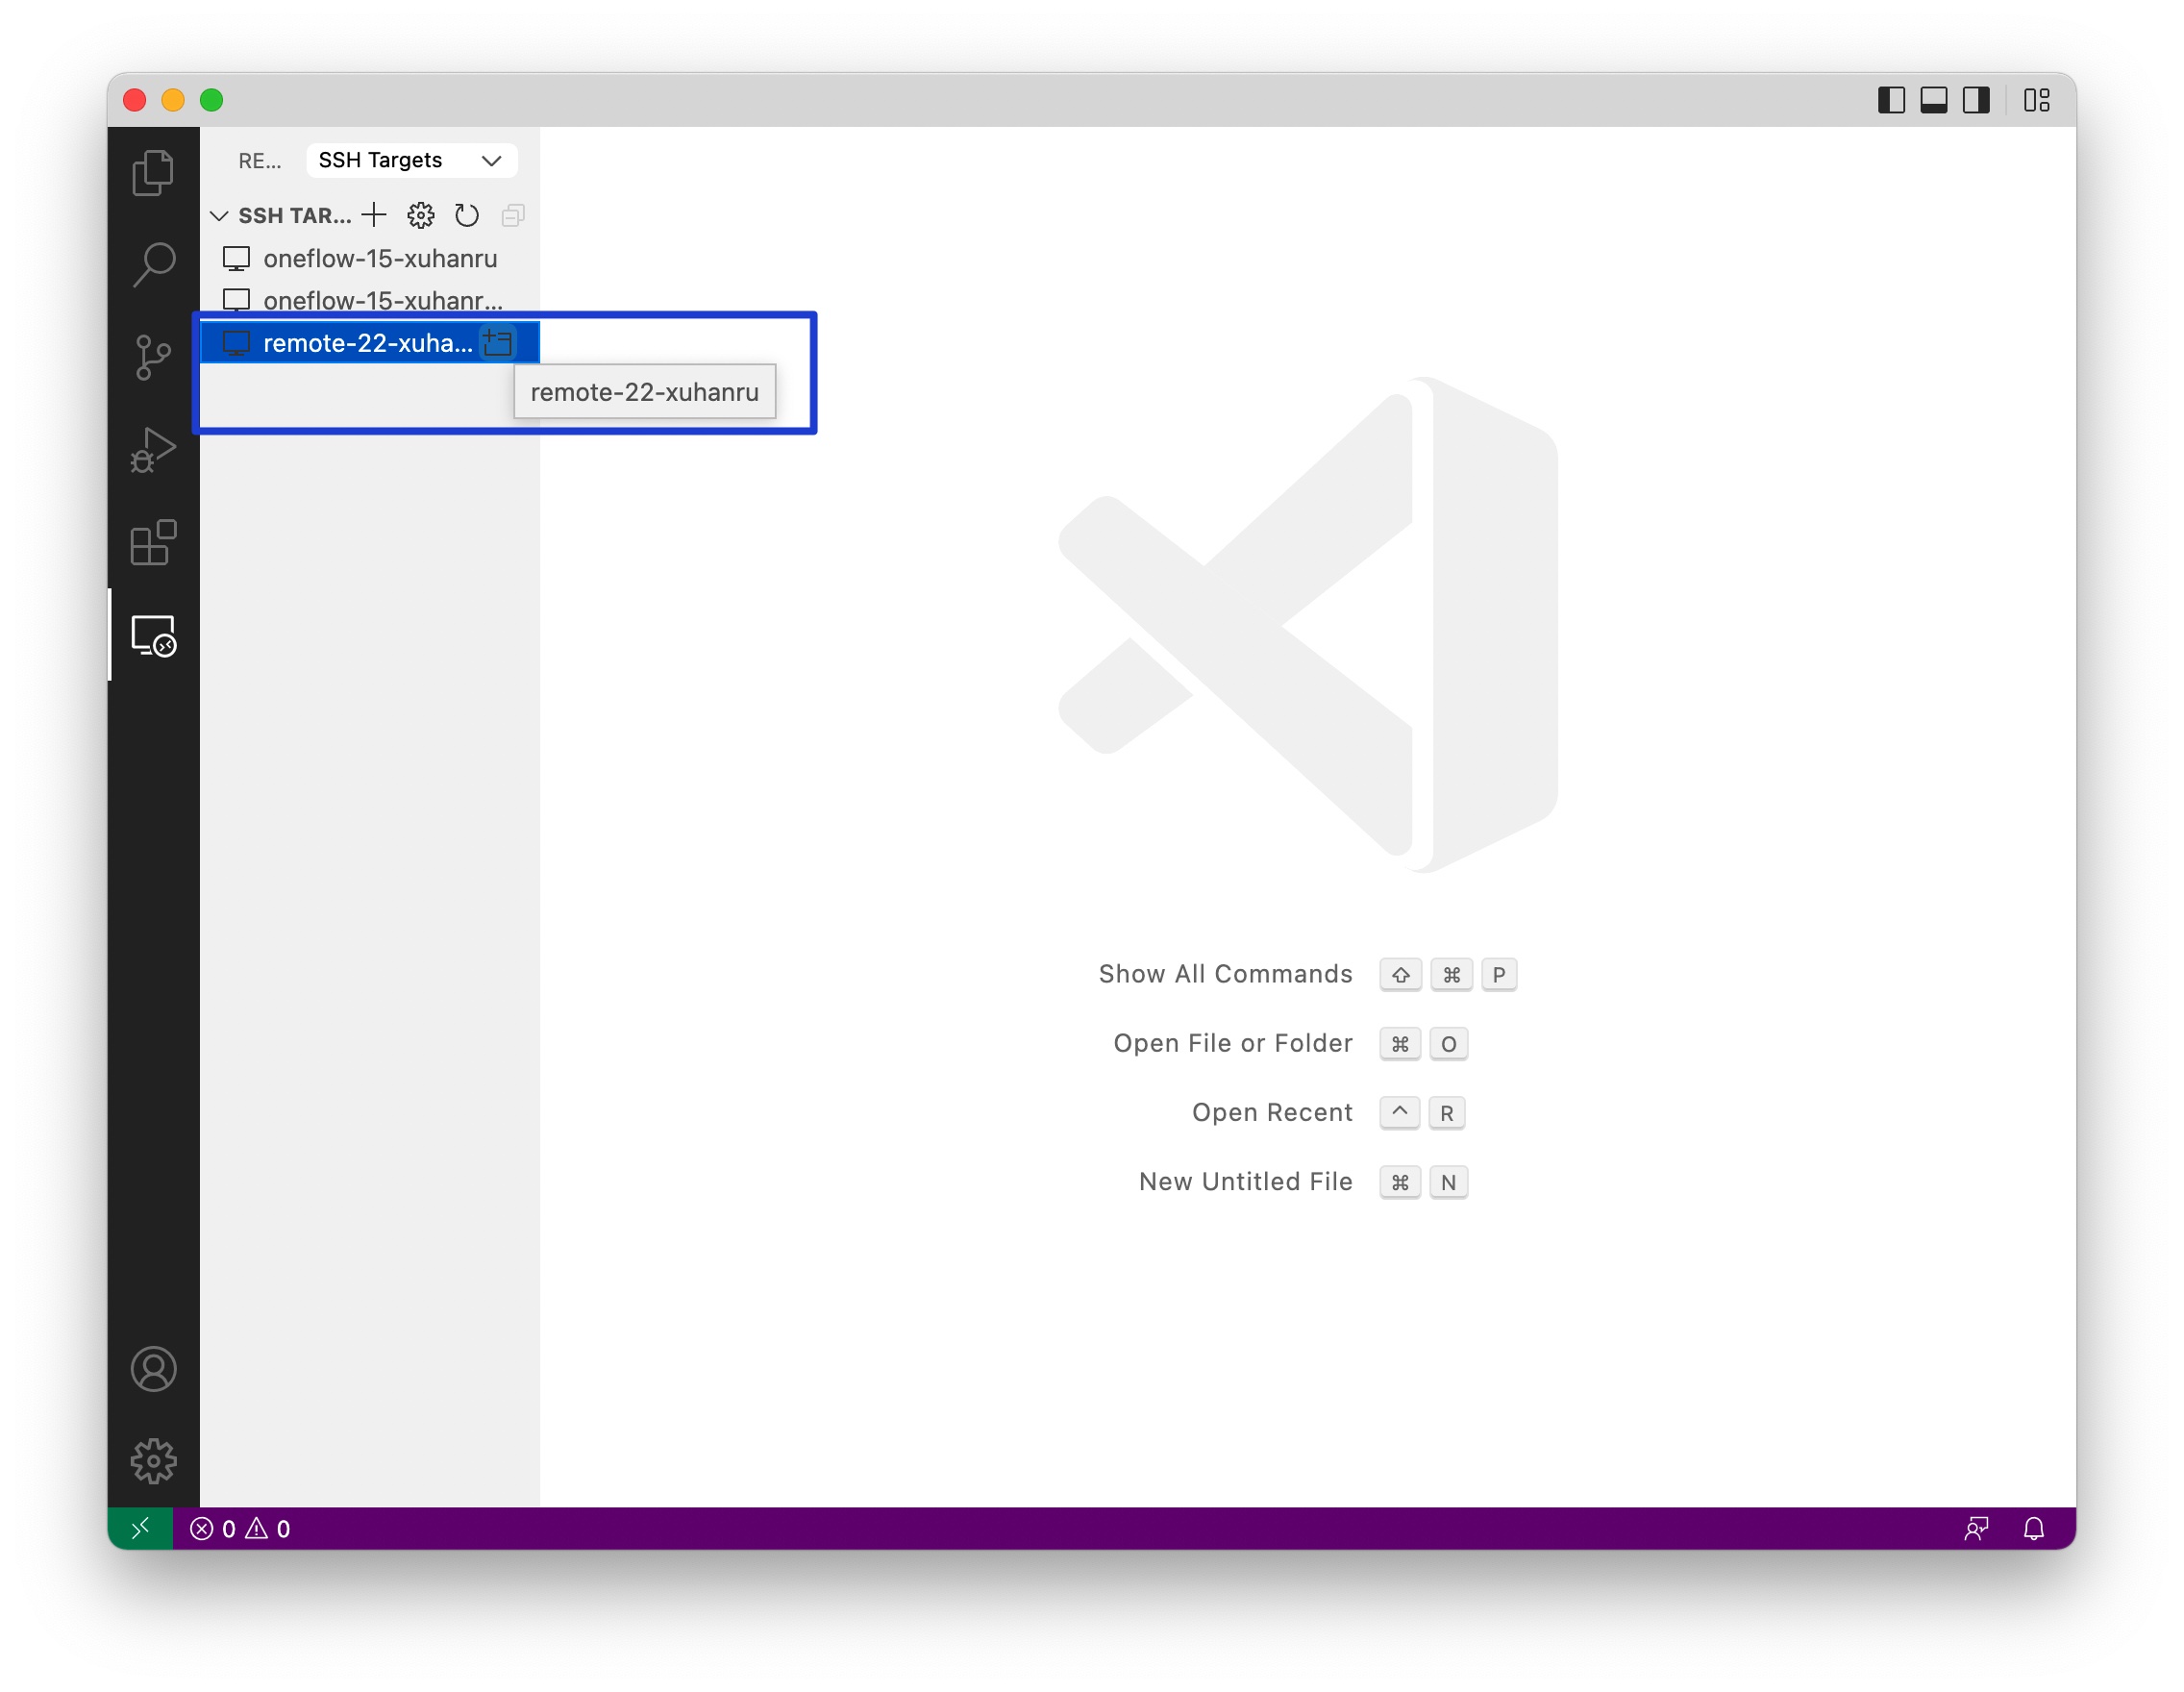 RE... SSH Targets
SSH TAR...
oneflow-15-xuhanru
oneflow-15-xuhanr...
remote-22-xuha...
remote-22-xuhanru
Show All Commands ⇧ ⌘ P
Open File or Folder ⌘ O
Open Recent ^ R
New Untitled File ⌘ N
0 0